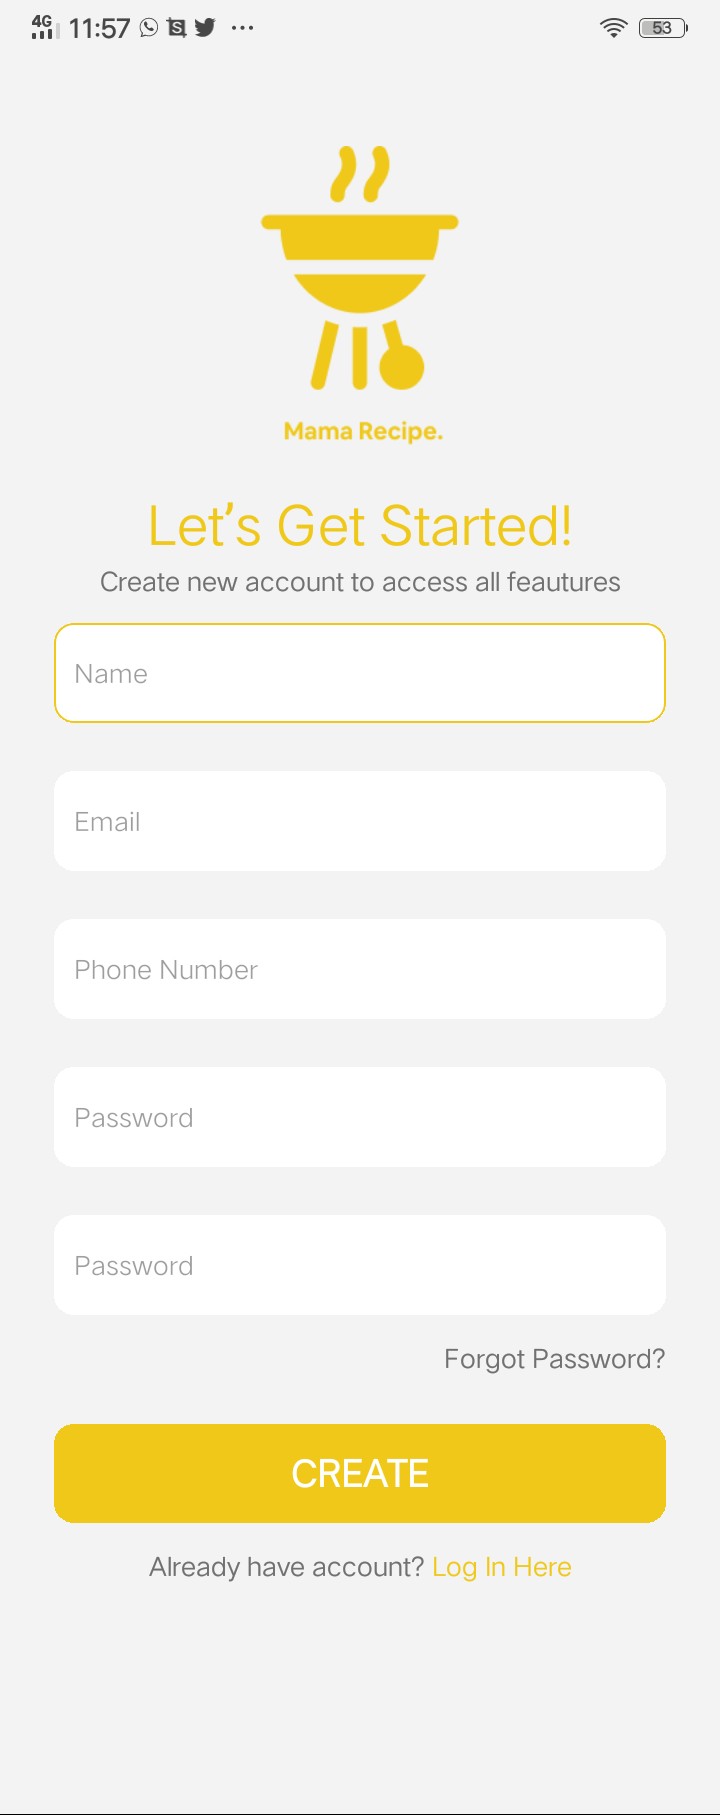 4G 11:57 53
Mama Recipe.
Let's Get Started!
Create new account to access all feautures
Name
Email
Phone Number
Password
Password
Forgot Password?
CREATE
Already have account? Log In Here